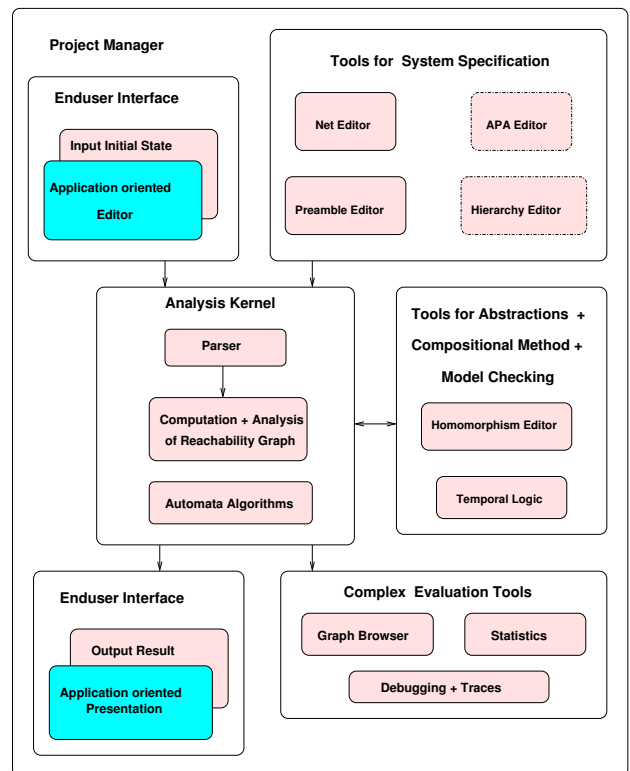 Project Manager
Enduser Interface
Input Initial State
Application oriented
Editor
Tools for System Specification
Net Editor
APA Editor
Preamble Editor
Hierarchy Editor
Analysis Kernel
Parser
Computation + Analysis
of Reachability Graph
Automata Algorithms
Tools for Abstractions +
Compositional Method +
Model Checking
Homomorphism Editor
Temporal Logic
Enduser Interface
Output Result
Application oriented
Presentation
Complex Evaluation Tools
Graph Browser
Statistics
Debugging + Traces